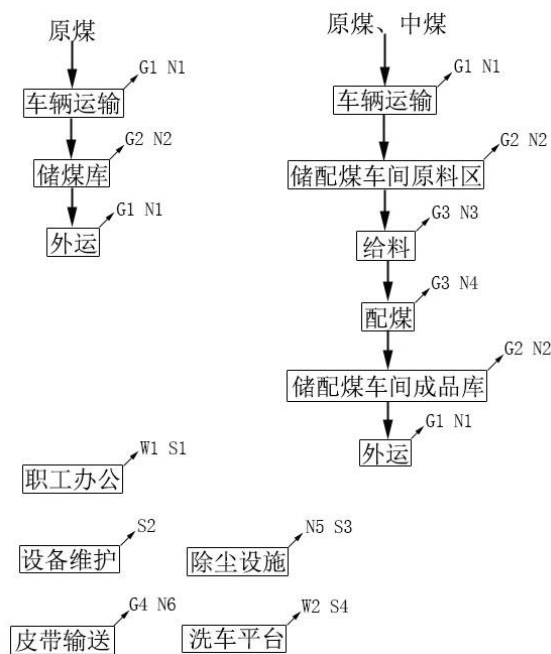 原煤
G1 N1
车辆运输
G2 N2
储煤库
G1 N1
外运
原煤、中煤
G1 N1
车辆运输
G2 N2
储配煤车间原料区
G3 N3
给料
G3 N4
配煤
G2 N2
储配煤车间成品库
G1 N1
外运
W1 S1
职工办公
S2
设备维护
N5 S3
除尘设施
G4 N6
皮带输送
W2 S4
洗车平台